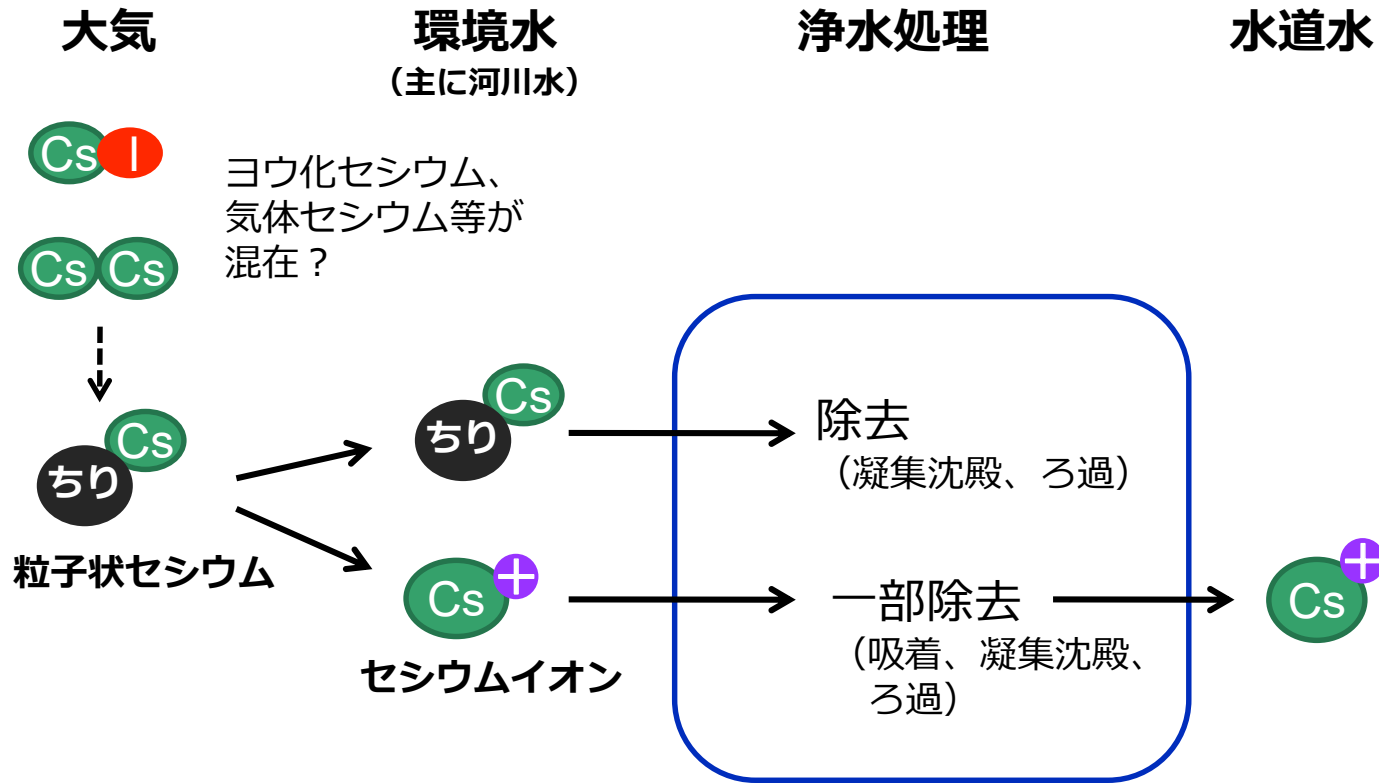 大気
環境水
(主に河川水)
浄水処理
水道水
Cs I
ヨウ化セシウム、
気体セシウム等が
混在？
Cs Cs
Cs
ちり
粒子状セシウム
Cs
ちり
除去
（凝集沈殿、ろ過）
Cs +
セシウムイオン
一部除去
（吸着、凝集沈殿、
ろ過）
Cs +